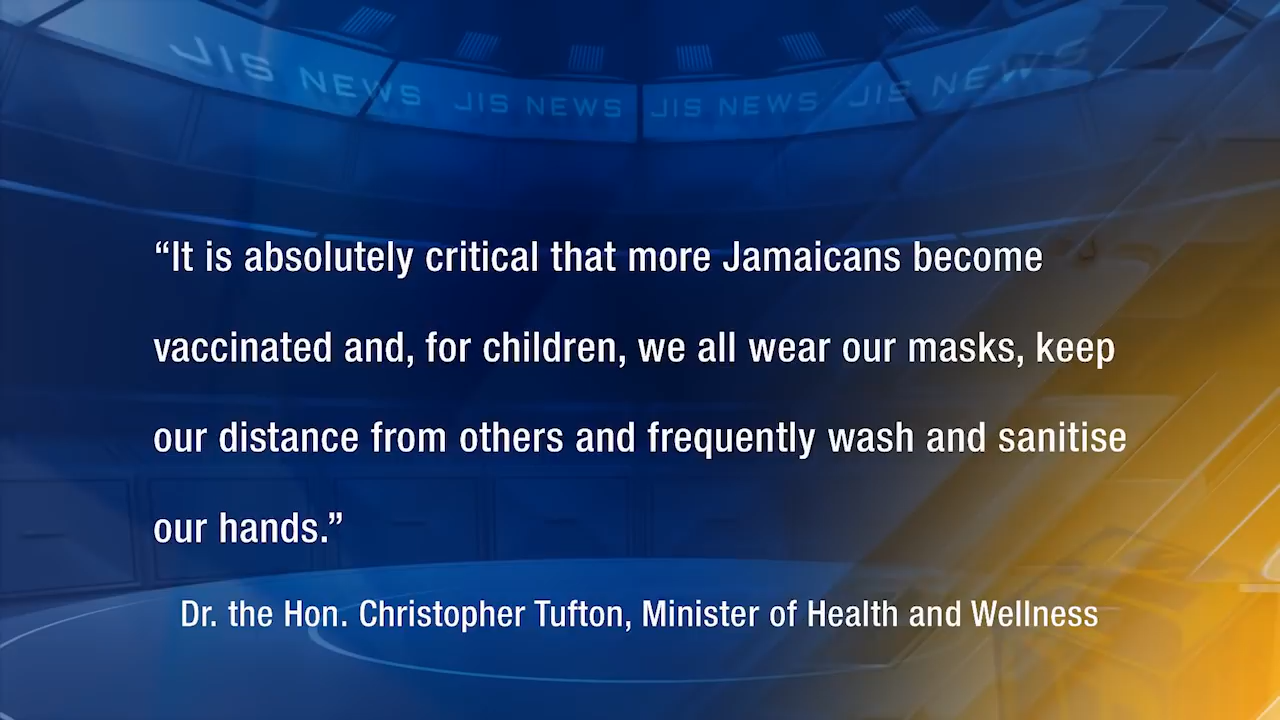 JIS NEWS JIS NEWS JIS NEWS JIS NEWS
“It is absolutely critical that more Jamaicans become
vaccinated and, for children, we all wear our masks, keep
our distance from others and frequently wash and sanitise
our hands.”
Dr. the Hon. Christopher Tufton, Minister of Health and Wellness